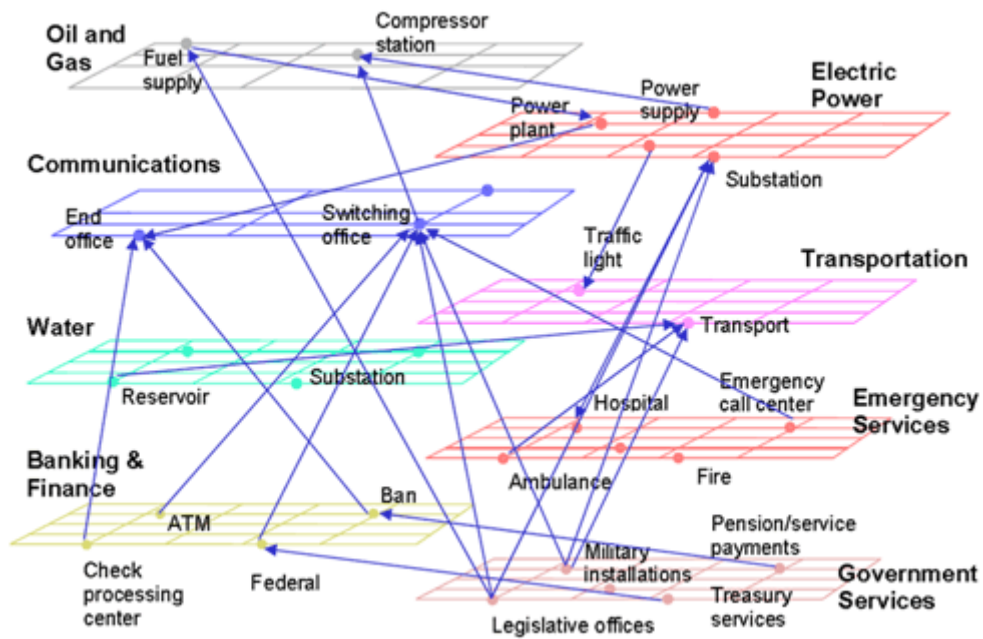 Oil and
Gas
Fuel
supply
Compressor
station
Electric
Power
Power
plant
Power
supply
Substation
Communications
End
office
Switching
office
Traffic
light
Transportation
Transport
Water
Reservoir
Substation
Hospital
Emergency
call center
Emergency
Services
Ambulance
Fire
Banking &
Finance
ATM
Ban
Check
processing
center
Federal
Military
installations
Pension/service
payments
Government
Services
Legislative offices
Treasury
services